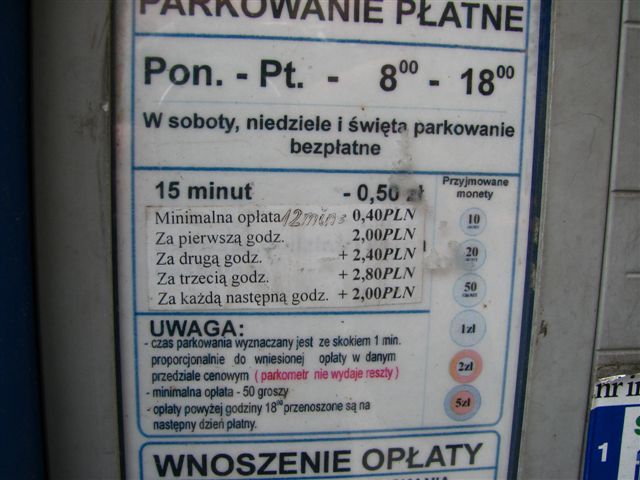 PARKOWANIE PŁATNE
Pon. - Pt. - 8⁰⁰ - 18⁰⁰
W soboty, niedziele i święta parkowanie
bezpłatne
15 minut - 0,50 zł
Przyjmowane
monety
Minimalna opłata 12min = 0,40PLN
Za pierwszą godz. 2,00PLN
Za drugą godz. + 2,40PLN
Za trzecią godz. + 2,80PLN
Za każdą następną godz. + 2,00PLN
10
20
50
1zł
2zł
5zł
UWAGA:
- czas parkowania wyznaczany jest ze skokiem 1 min.
proporcjonalnie do wniesionej opłaty w danym
przedziale cenowym ( parkometr nie wydaje reszty )
- minimalna opłata - 50 groszy
- opłaty powyżej godziny 18⁰⁰ przenoszone są na
następny dzień płatny.
WNOSZENIE OPŁATY
nr
1